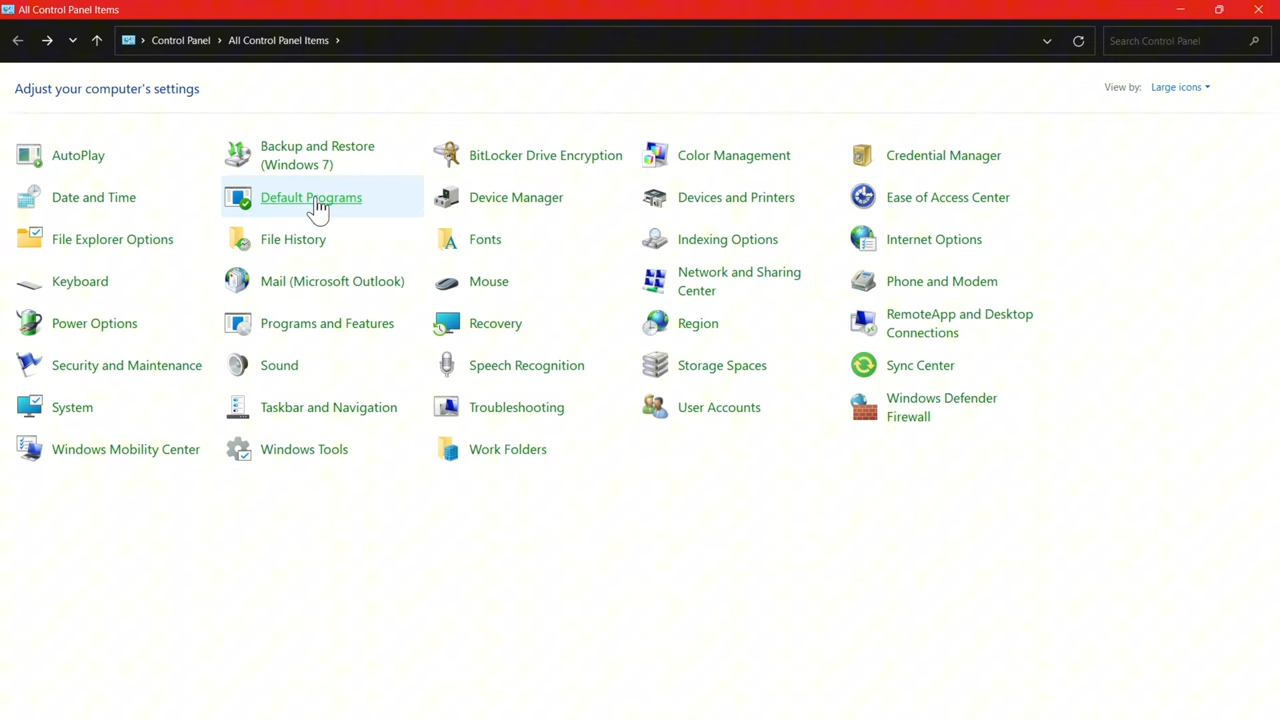 All Control Panel Items
Control Panel All Control Panel Items
Search Control Panel
Adjust your computer's settings
View by: Large icons
AutoPlay
Backup and Restore
(Windows 7)
BitLocker Drive Encryption
Color Management
Credential Manager
Date and Time
Default Programs
Device Manager
Devices and Printers
Ease of Access Center
File Explorer Options
File History
Fonts
Indexing Options
Internet Options
Keyboard
Mail (Microsoft Outlook)
Mouse
Network and Sharing
Center
Phone and Modem
Power Options
Programs and Features
Recovery
Region
RemoteApp and Desktop
Connections
Security and Maintenance
Sound
Speech Recognition
Storage Spaces
Sync Center
System
Taskbar and Navigation
Troubleshooting
User Accounts
Windows Defender
Firewall
Windows Mobility Center
Windows Tools
Work Folders